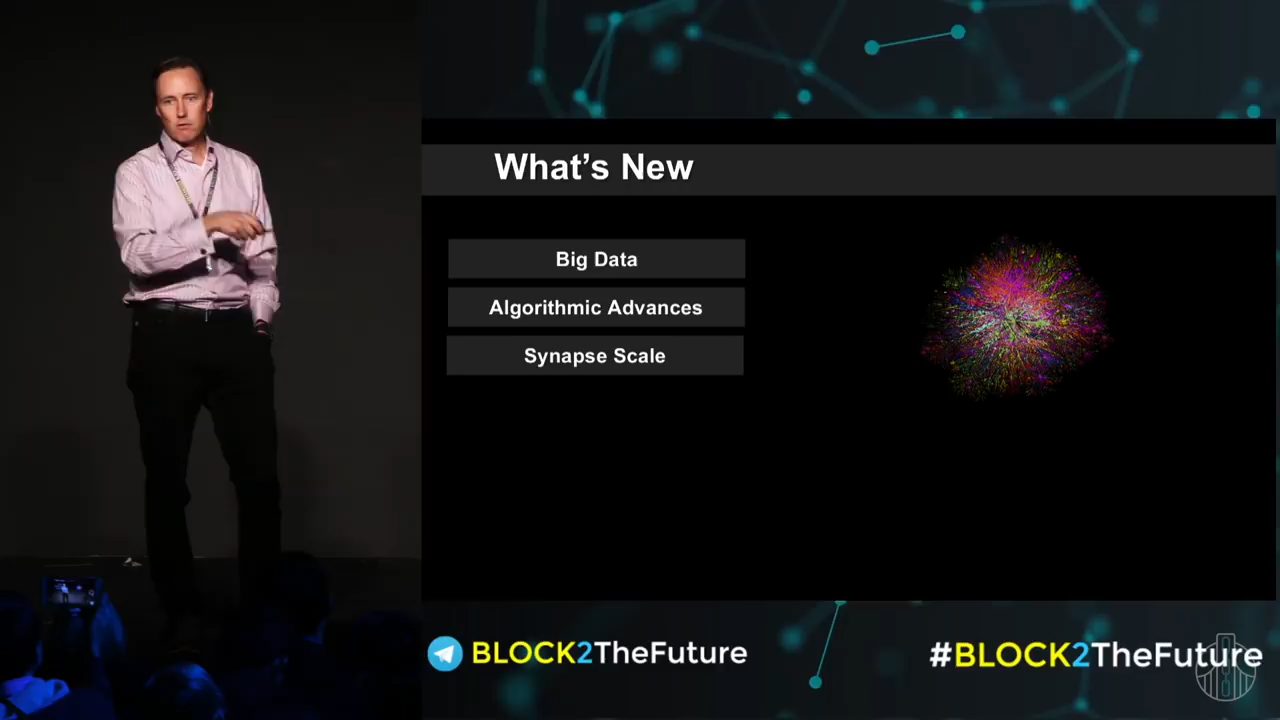 What's New
Big Data
Algorithmic Advances
Synapse Scale
BLOCK2TheFuture
#BLOCK2TheFuture